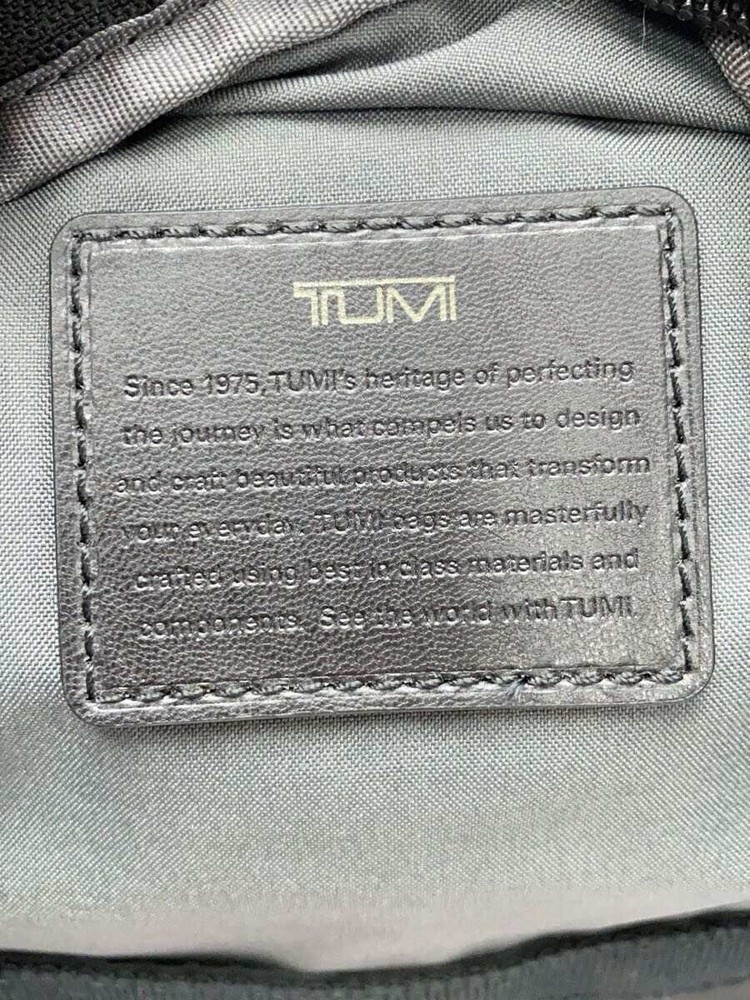 TUMI
Since 1975, TUMI's heritage of perfecting
the journey is what compels us to design
and craft beautiful products that transform
your everyday. TUMI bags are masterfully
crafted using best in class materials and
components. See the world with TUMI.